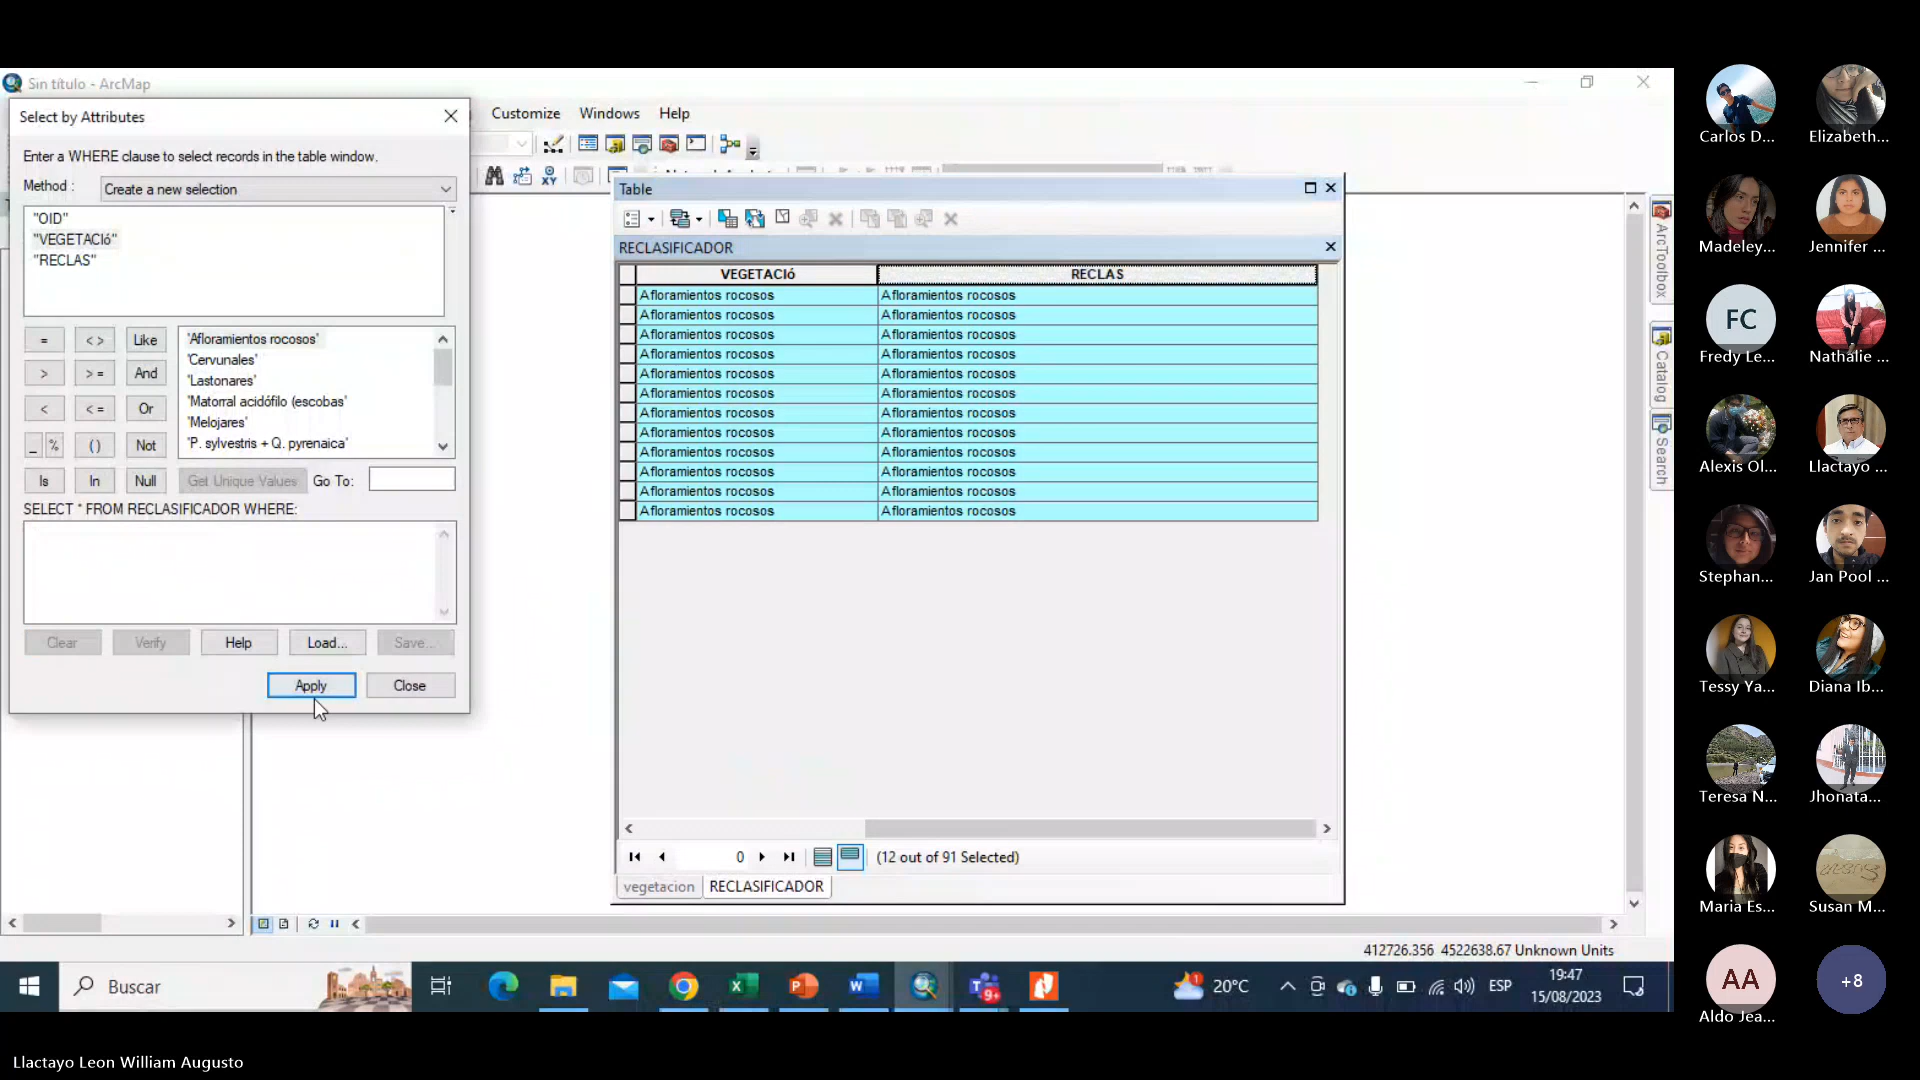 Sin título - ArcMap
Select by Attributes
Customize Windows Help
Enter a WHERE clause to select records in the table window.
Method : Create a new selection
"OID"
"VEGETACIó"
"RECLAS"
= < > Like
> > = And
< < = Or
_ % ( ) Not
Is In Null
'Afloramientos rocosos'
'Cervunales'
'Lastonares'
'Matorral acidófilo (escobas'
'Melojares'
'P. sylvestris + Q. pyrenaica'
Get Unique Values Go To:
SELECT * FROM RECLASIFICADOR WHERE:
Clear Verify Help Load... Save...
Apply Close
Table
RECLASIFICADOR
VEGETACIó RECLAS
Afloramientos rocosos Afloramientos rocosos
Afloramientos rocosos Afloramientos rocosos
Afloramientos rocosos Afloramientos rocosos
Afloramientos rocosos Afloramientos rocosos
Afloramientos rocosos Afloramientos rocosos
Afloramientos rocosos Afloramientos rocosos
Afloramientos rocosos Afloramientos rocosos
Afloramientos rocosos Afloramientos rocosos
Afloramientos rocosos Afloramientos rocosos
Afloramientos rocosos Afloramientos rocosos
Afloramientos rocosos Afloramientos rocosos
Afloramientos rocosos Afloramientos rocosos
0 (12 out of 91 Selected)
vegetacion RECLASIFICADOR
ArcToolbox
Catalog
Search
412726.356 4522638.67 Unknown Units
Buscar
20°C
ESP
19:47
15/08/2023
Carlos D... Elizabeth...
Madeley... Jennifer ...
FC
Fredy Le... Nathalie ...
Alexis Ol... Llactayo ...
Stephan... Jan Pool ...
Tessy Ya... Diana Ib...
Teresa N... Jhonata...
Maria Es... Susan M...
AA +8
Aldo Jea...
Llactayo Leon William Augusto